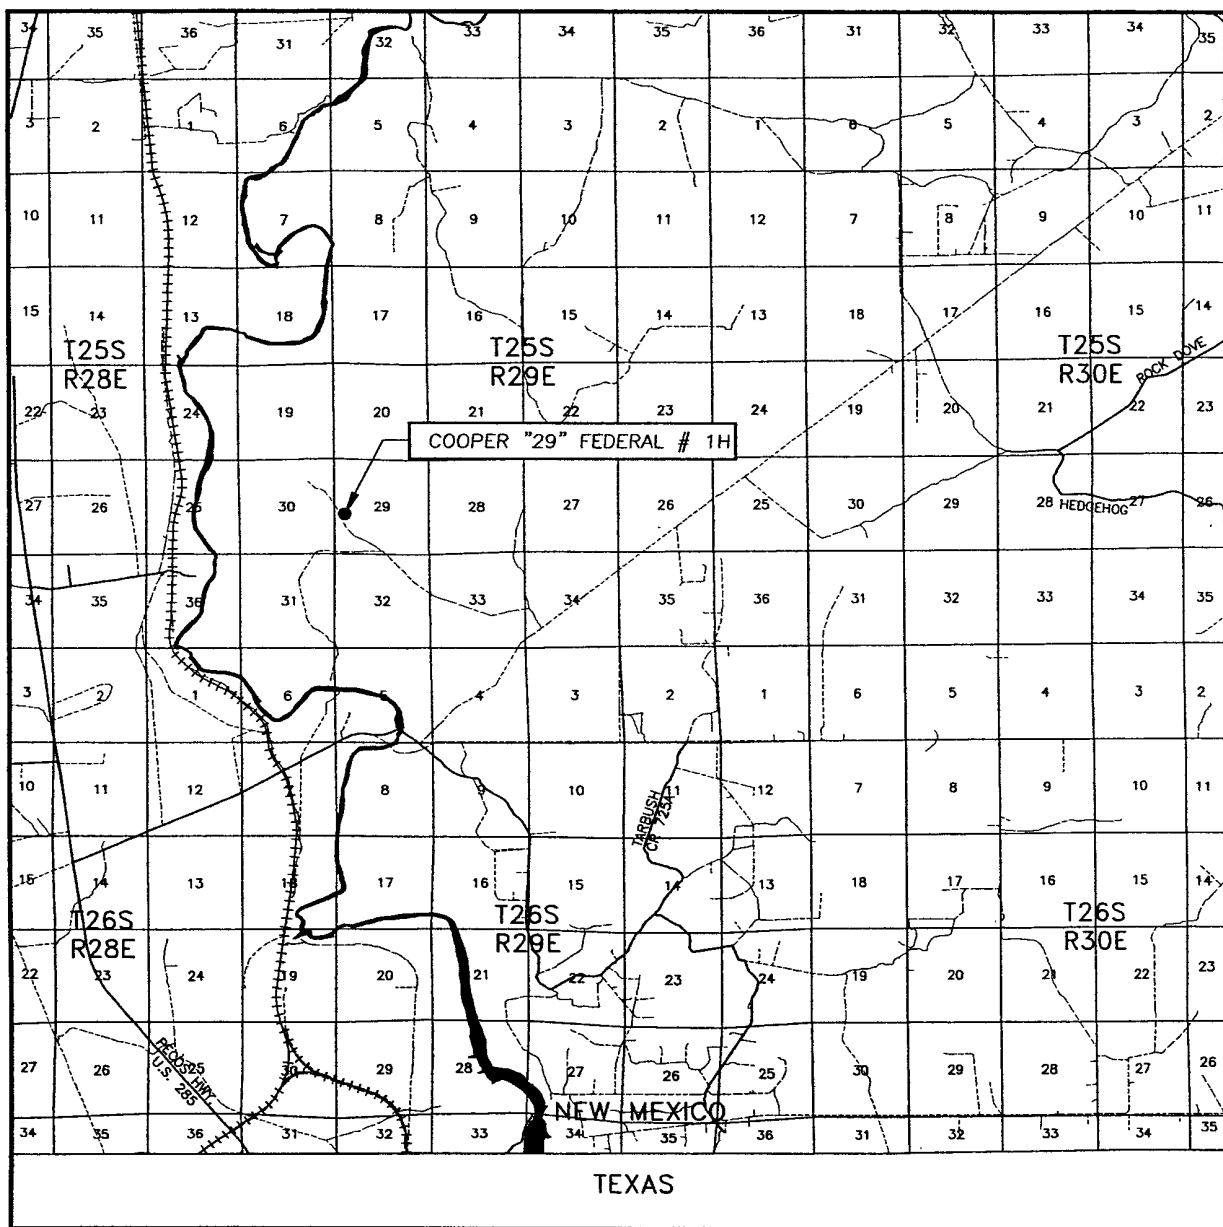 34 35 36 31 32 33 34 35 36 31 32 33 34 35
3 2 1 6 5 4 3 2 1 6 5 4 3 2
10 11 12 7 8 9 10 11 12 7 8 9 10 11
15 14 13 18 17 16 15 14 13 18 17 16 15 14
T25S R28E
T25S R29E
T25S R30E
ROCK DOVE
22 23 24 19 20 21 22 23 24 19 20 21 22 23
COOPER "29" FEDERAL # 1H
27 26 25 30 29 28 27 26 25 30 29 28 27 26
HEDGEHOG
34 35 36 31 32 33 34 35 36 31 32 33 34 35
3 2 1 6 5 4 3 2 1 6 5 4 3 2
10 11 12 7 8 9 10 11 12 7 8 9 10 11
TARBUSH
CR 725A
15 14 13 18 17 16 15 14 13 18 17 16 15 14
T26S R28E
T26S R29E
T26S R30E
22 23 24 19 20 21 22 23 24 19 20 21 22 23
PECOS HWY.
U.S. 285
27 26 25 30 29 28 27 26 25 30 29 28 27 26
NEW MEXICO
34 35 36 31 32 33 34 35 36 31 32 33 34 35
TEXAS